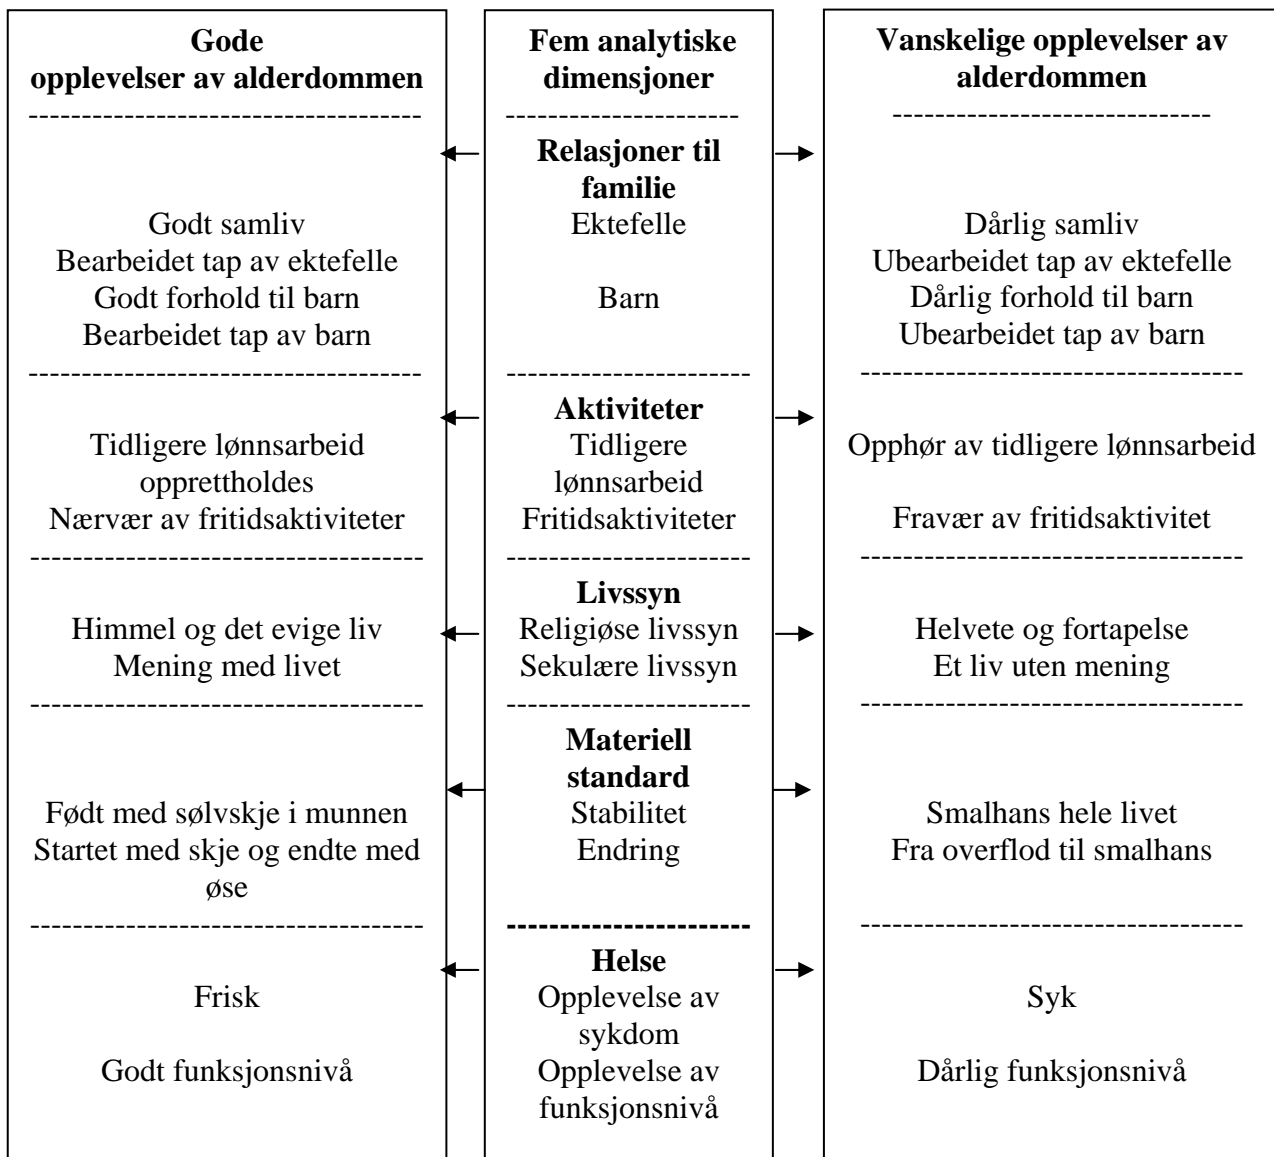 Gode
opplevelser av alderdommen
-------------------------------------
Godt samliv
Bearbeidet tap av ektefelle
Godt forhold til barn
Bearbeidet tap av barn
-------------------------------------
Tidligere lønnsarbeid
opprettholdes
Nærvær av fritidsaktiviteter
-------------------------------------
Himmel og det evige liv
Mening med livet
-------------------------------------
Født med sølvskje i munnen
Startet med skje og endte med
øse
-------------------------------------
Frisk
Godt funksjonsnivå
Fem analytiske
dimensjoner
----------------------
Relasjoner til
familie
Ektefelle
Barn
-----------------------
Aktiviteter
Tidligere
lønnsarbeid
Fritidsaktiviteter
-----------------------
Livssyn
Religiøse livssyn
Sekulære livssyn
-----------------------
Materiell
standard
Stabilitet
Endring
-----------------------
Helse
Opplevelse av
sykdom
Opplevelse av
funksjonsnivå
Vanskelige opplevelser av
alderdommen
------------------------------
Dårlig samliv
Ubearbeidet tap av ektefelle
Dårlig forhold til barn
Ubearbeidet tap av barn
------------------------------------
Opphør av tidligere lønnsarbeid
Fravær av fritidsaktivitet
------------------------------------
Helvete og fortapelse
Et liv uten mening
------------------------------------
Smalhans hele livet
Fra overflod til smalhans
------------------------------------
Syk
Dårlig funksjonsnivå